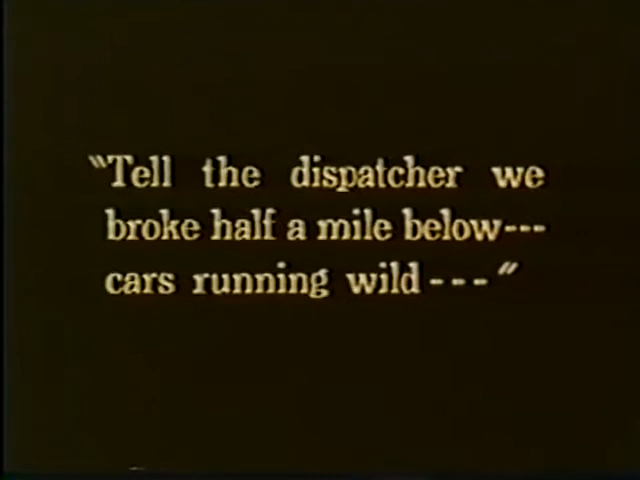 "Tell the dispatcher we
broke half a mile below---
cars running wild---"